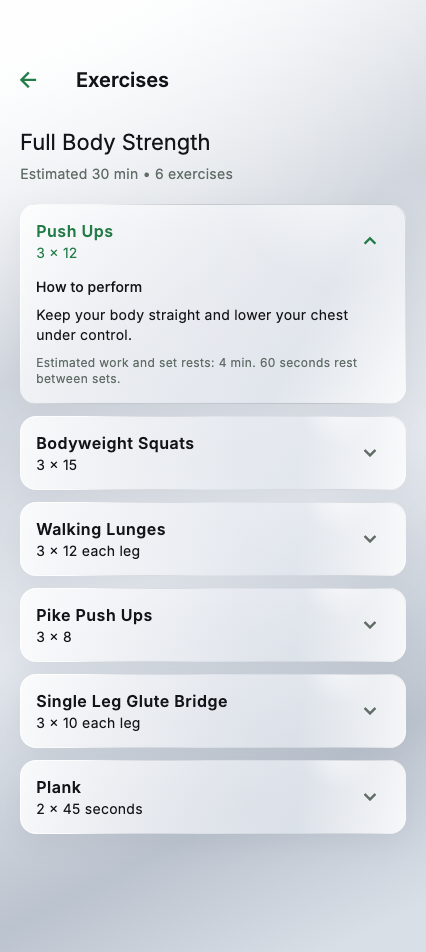 Exercises
Full Body Strength
Estimated 30 min • 6 exercises
Push Ups
3 × 12
How to perform
Keep your body straight and lower your chest
under control.
Estimated work and set rests: 4 min. 60 seconds rest
between sets.
Bodyweight Squats
3 × 15
Walking Lunges
3 × 12 each leg
Pike Push Ups
3 × 8
Single Leg Glute Bridge
3 × 10 each leg
Plank
2 × 45 seconds